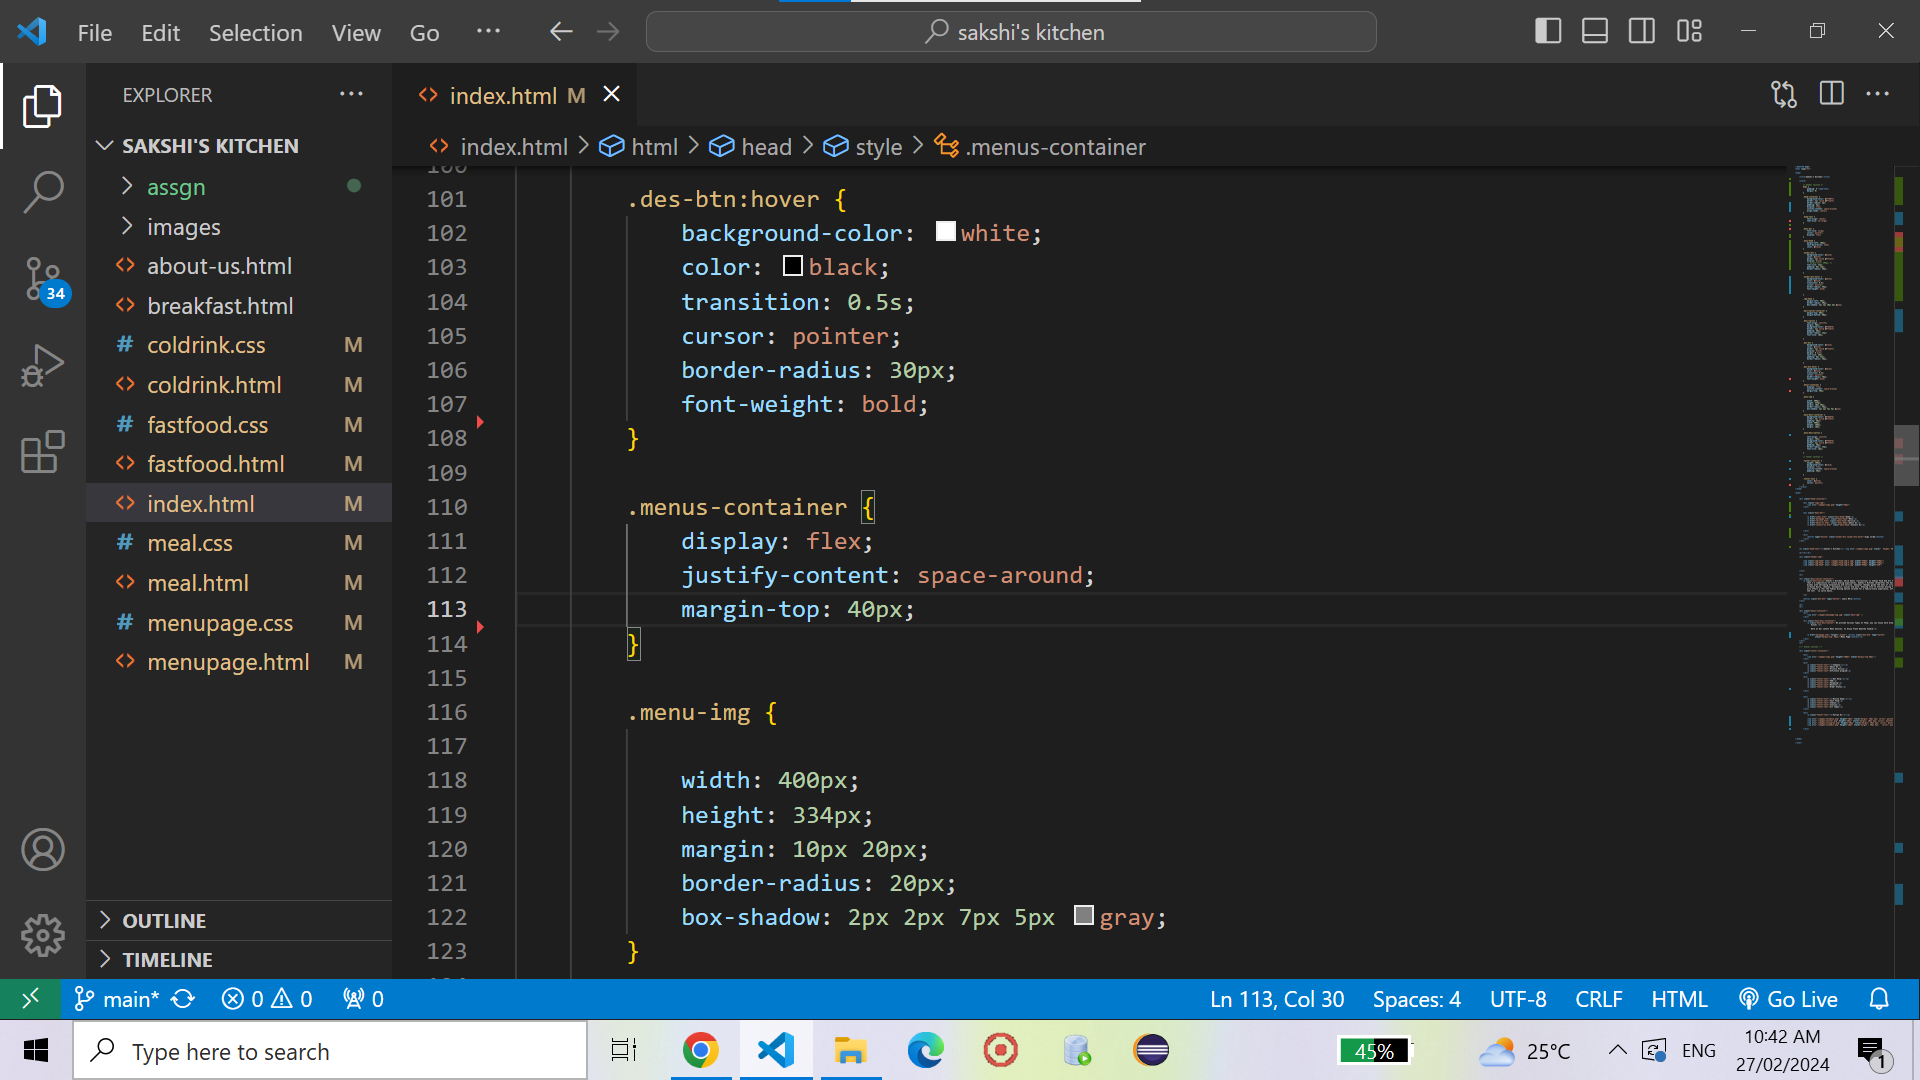 File Edit Selection View Go ··· sakshi's kitchen
EXPLORER ···
index.html M
SAKSHI'S KITCHEN
index.html > html > head > style > .menus-container
assgn
images
about-us.html
breakfast.html
coldrink.css M
coldrink.html M
fastfood.css M
fastfood.html M
index.html M
meal.css M
meal.html M
menupage.css M
menupage.html M
OUTLINE
TIMELINE
34
101 .des-btn:hover {
102 background-color: white;
103 color: black;
104 transition: 0.5s;
105 cursor: pointer;
106 border-radius: 30px;
107 font-weight: bold;
108 }
109
110 .menus-container {
111 display: flex;
112 justify-content: space-around;
113 margin-top: 40px;
114 }
115
116 .menu-img {
117
118 width: 400px;
119 height: 334px;
120 margin: 10px 20px;
121 border-radius: 20px;
122 box-shadow: 2px 2px 7px 5px gray;
123 }
main* 0 0 0 Ln 113, Col 30 Spaces: 4 UTF-8 CRLF HTML Go Live
Type here to search 45% 25°C ENG 10:42 AM
27/02/2024 1